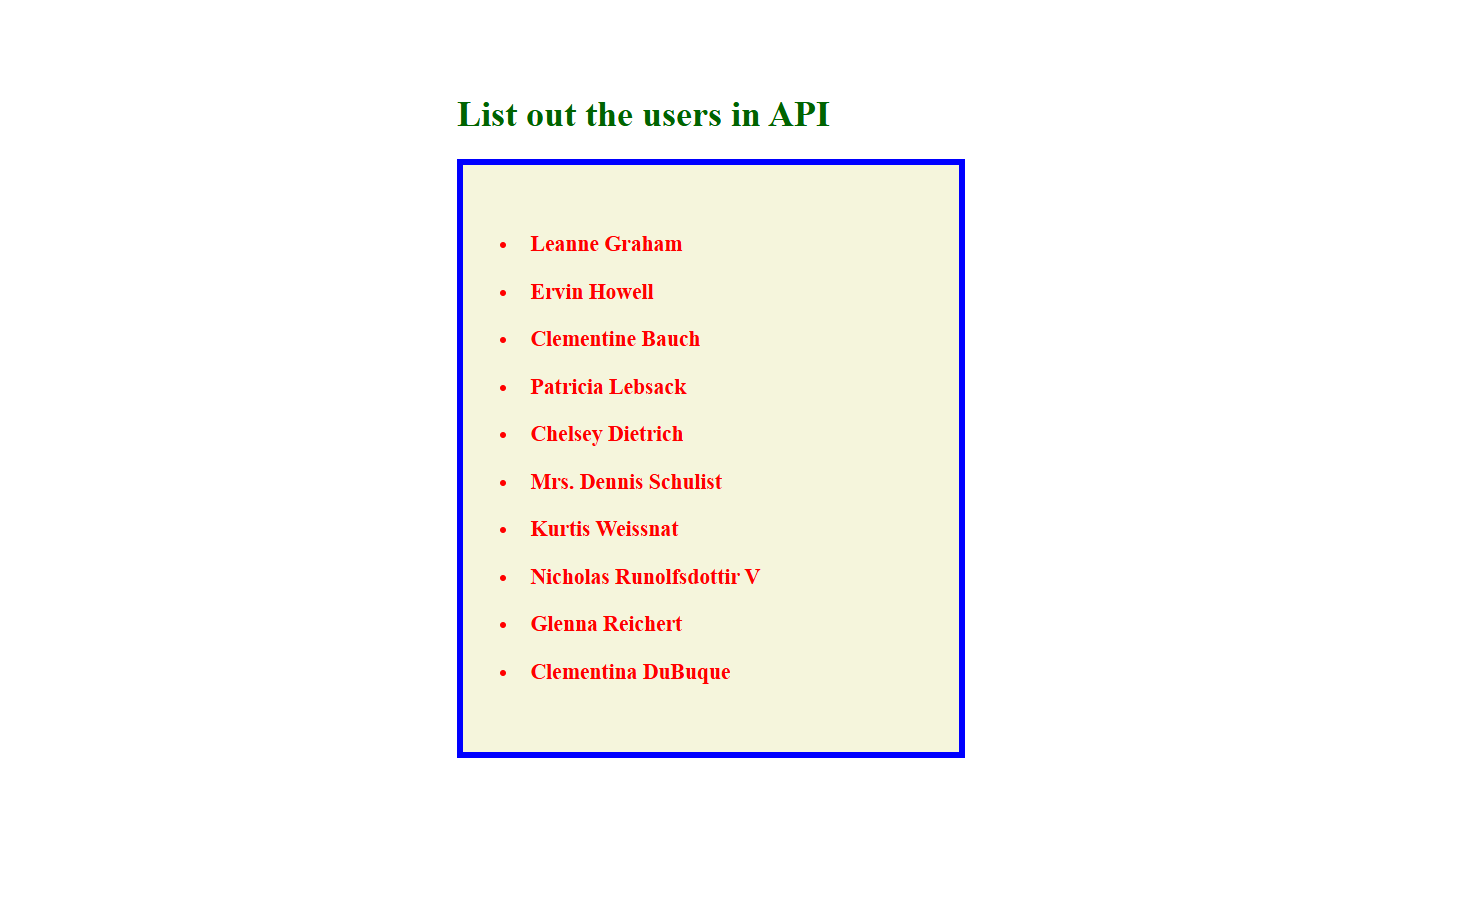 List out the users in API
Leanne Graham
Ervin Howell
Clementine Bauch
Patricia Lebsack
Chelsey Dietrich
Mrs. Dennis Schulist
Kurtis Weissnat
Nicholas Runolfsdottir V
Glenna Reichert
Clementina DuBuque